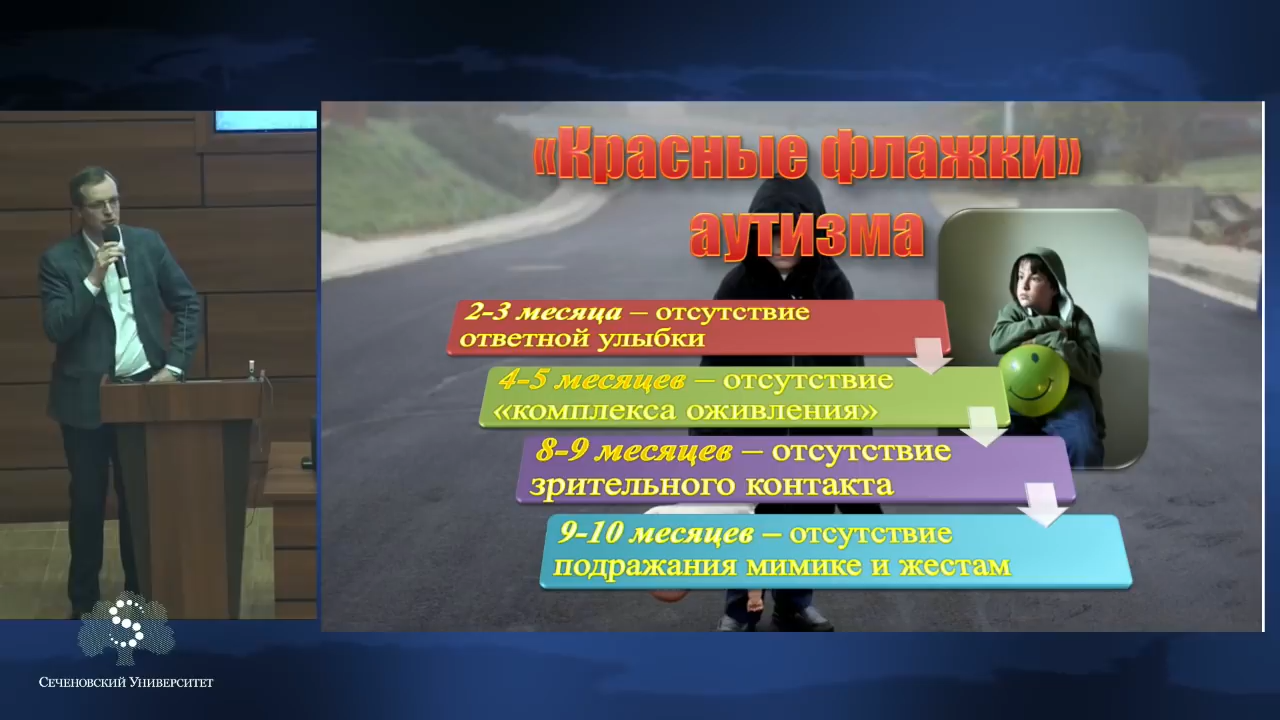 «Красные флажки»
аутизма
2-3 месяца – отсутствие
ответной улыбки
4-5 месяцев – отсутствие
«комплекса оживления»
8-9 месяцев – отсутствие
зрительного контакта
9-10 месяцев – отсутствие
подражания мимике и жестам
S
Сеченовский Университет